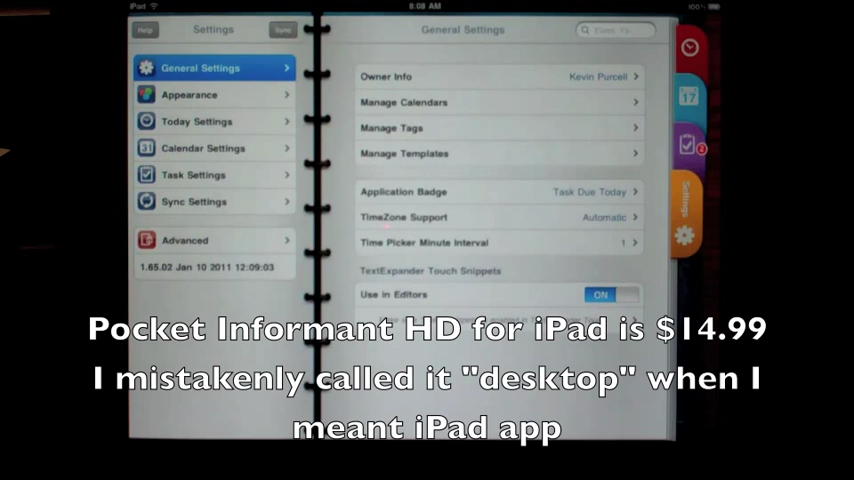 iPad
8:08 AM
100%
Help
Settings
Sync
General Settings
General Settings
Appearance
Today Settings
Calendar Settings
31
Task Settings
Sync Settings
Advanced
1.65.02 Jan 10 2011 12:09:03
Owner Info
Kevin Purcell
Manage Calendars
Manage Tags
Manage Templates
Application Badge
Task Due Today
TimeZone Support
Automatic
Time Picker Minute Interval
1
TextExpander Touch Snippets
Use in Editors
ON
17
2
Settings
Pocket Informant HD for iPad is $14.99
I mistakenly called it "desktop" when I
meant iPad app